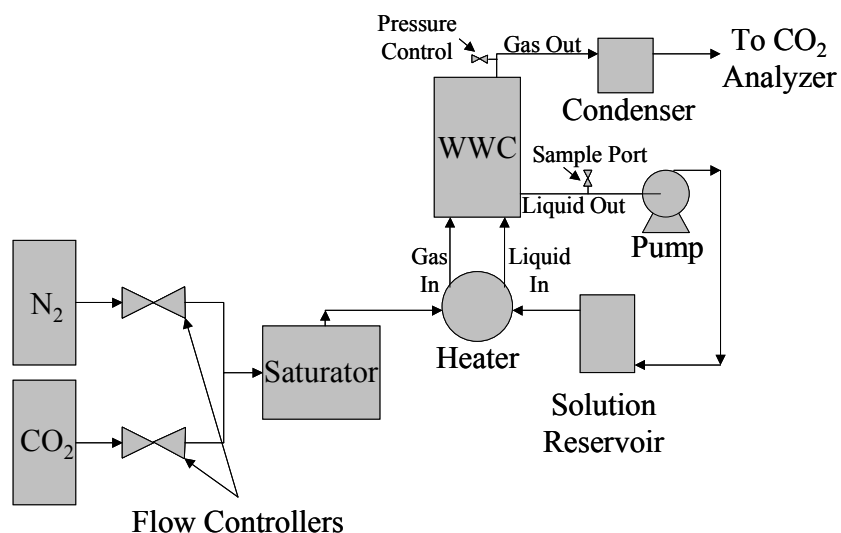 Pressure
Control
Gas Out
To CO₂
Analyzer
Condenser
WWC
Sample Port
Liquid Out
Pump
Gas
In
Liquid
In
N₂
Heater
Saturator
CO₂
Solution
Reservoir
Flow Controllers